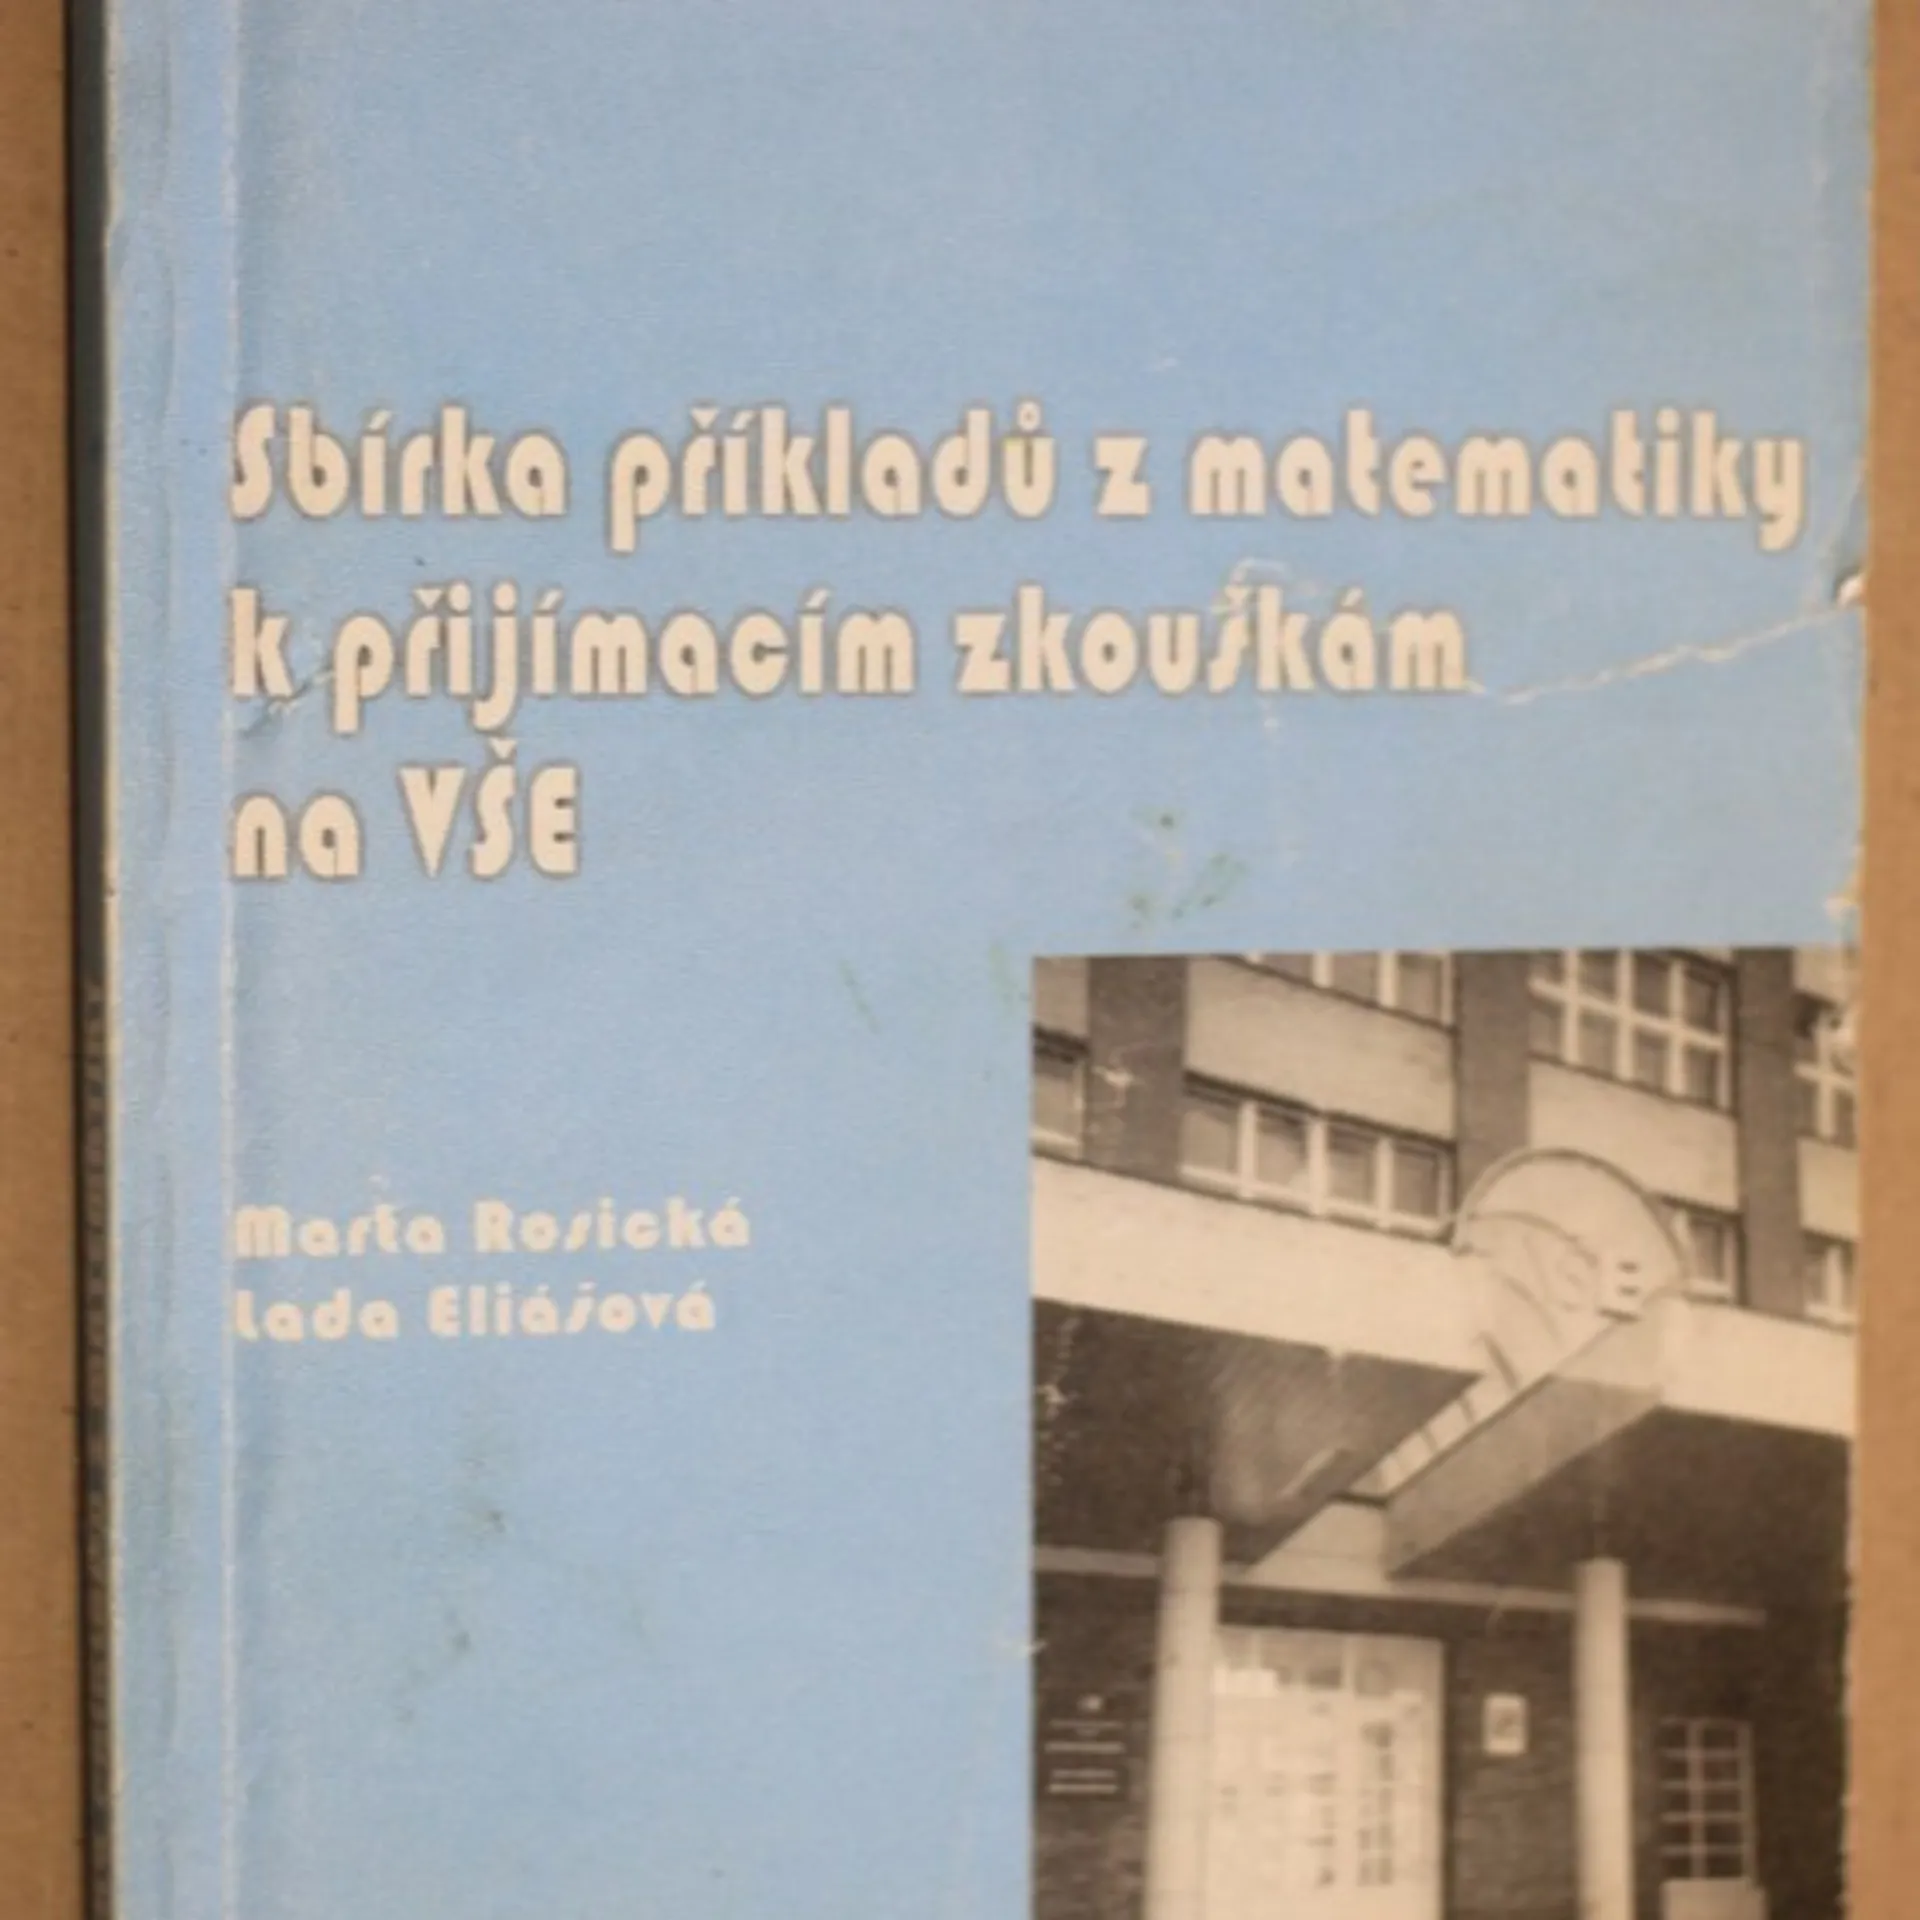 Sbírka příkladů z matematiky
k přijímacím zkouškám
na VŠE
Marta Rosická
Lada Eliášová